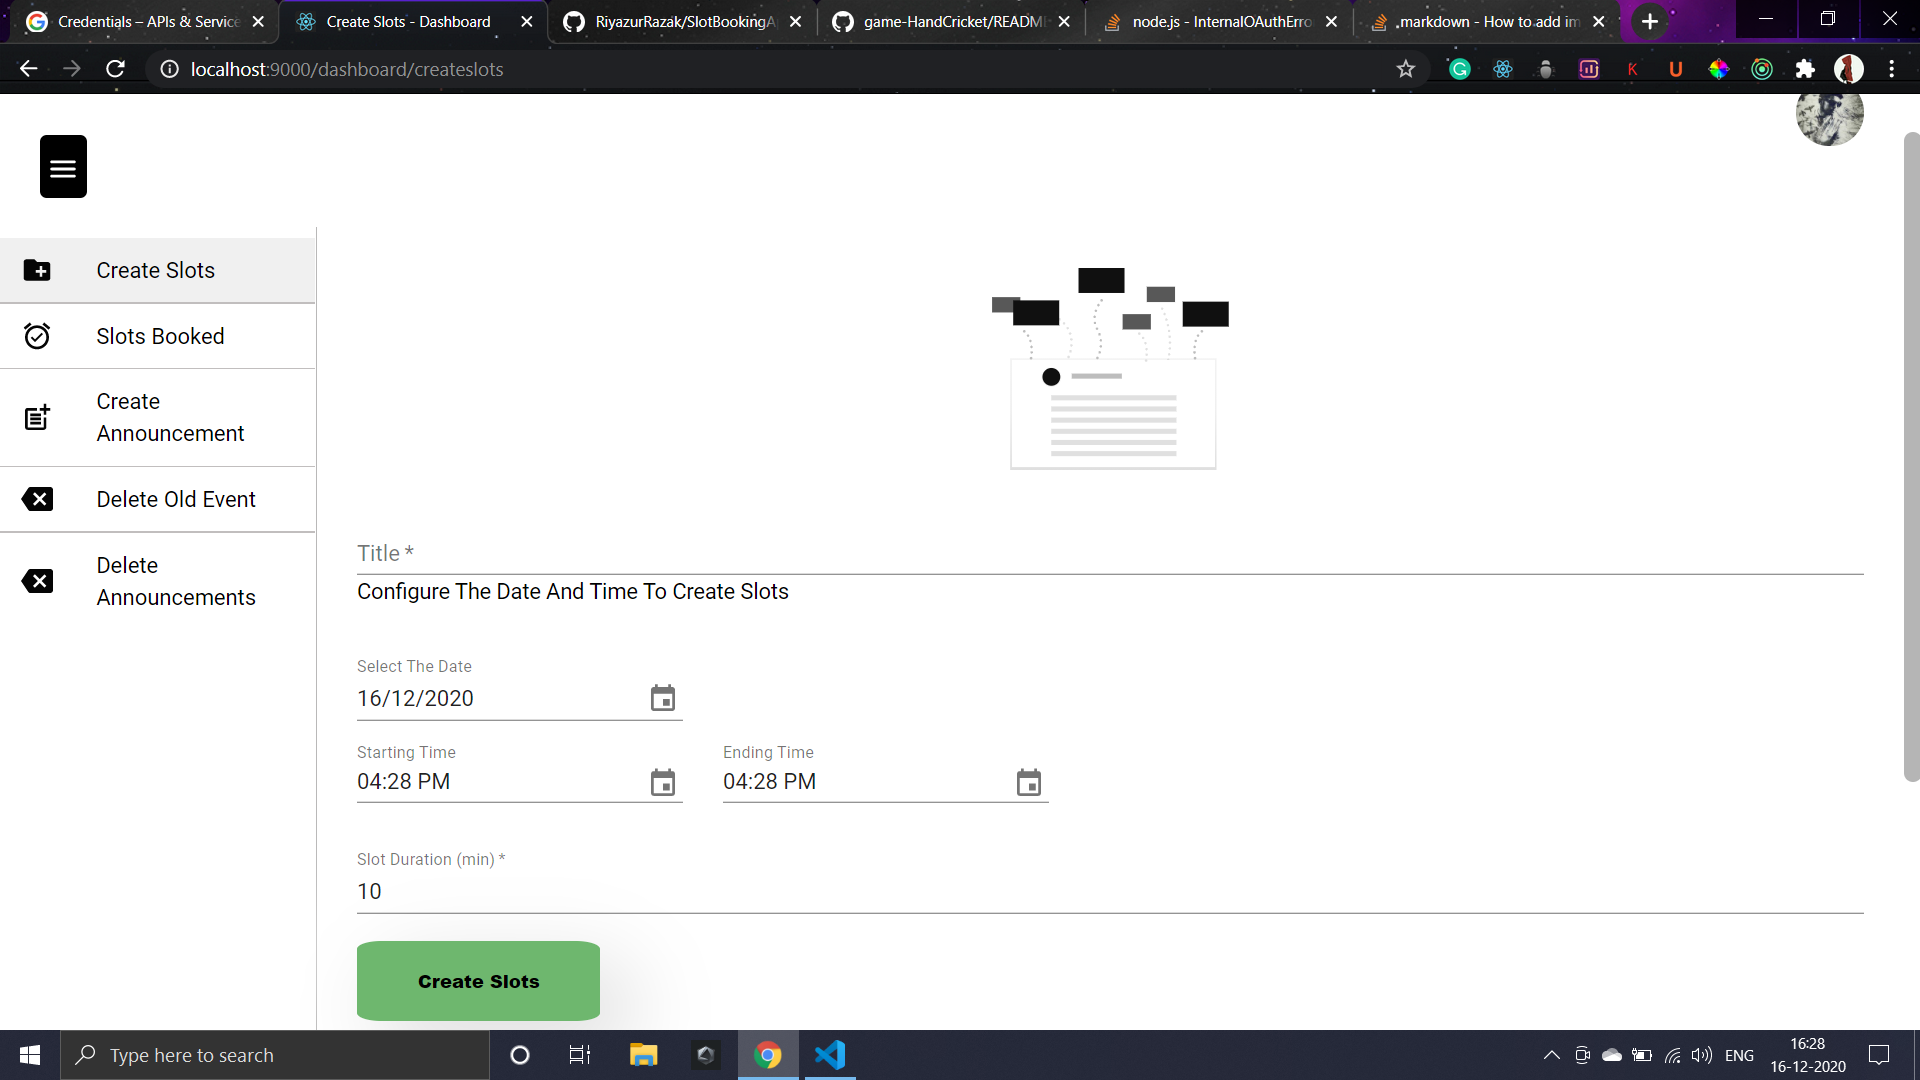 Credentials – APIs & Service
Create Slots - Dashboard
RiyazurRazak/SlotBookingA
game-HandCricket/README
node.js - InternalOAuthErro
.markdown - How to add im
localhost:9000/dashboard/createslots
Create Slots
Slots Booked
Create
Announcement
Delete Old Event
Delete
Announcements
Title *
Configure The Date And Time To Create Slots
Select The Date
16/12/2020
Starting Time
04:28 PM
Ending Time
04:28 PM
Slot Duration (min) *
10
Create Slots
Type here to search
ENG
16:28
16-12-2020